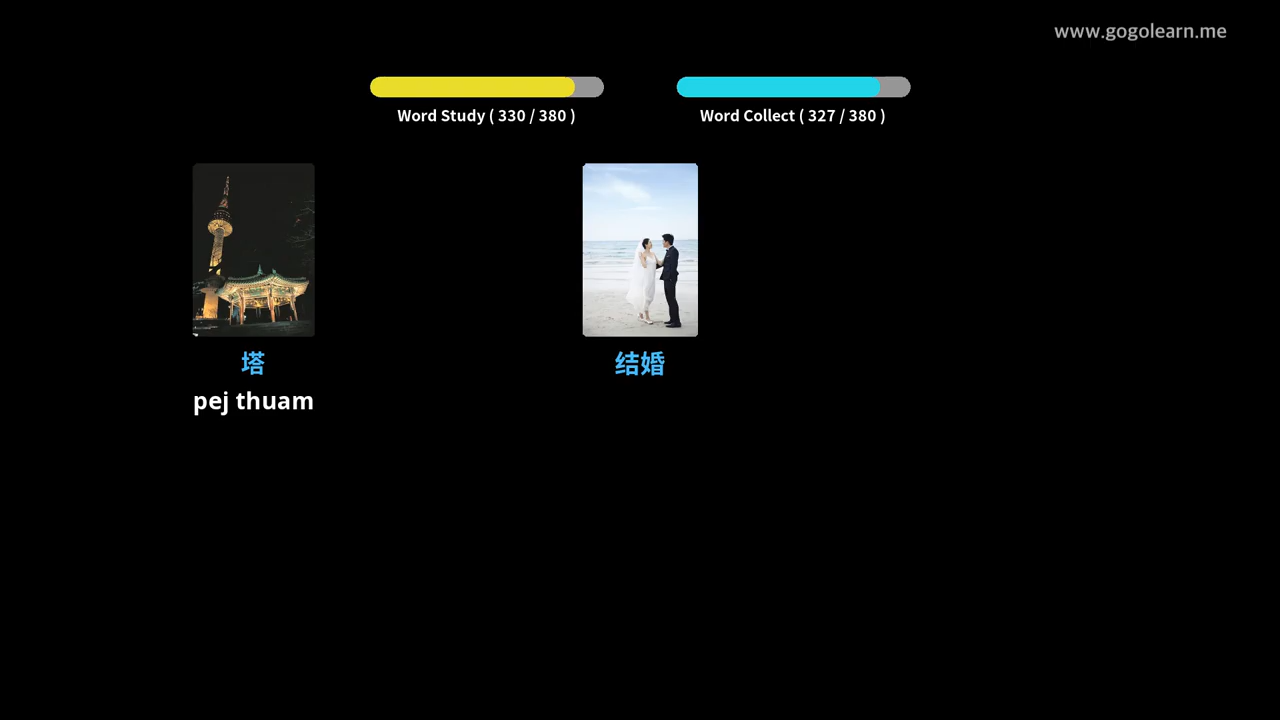 www.gogolearn.me
Word Study ( 330 / 380 )
Word Collect ( 327 / 380 )
塔
结婚
pej thuam